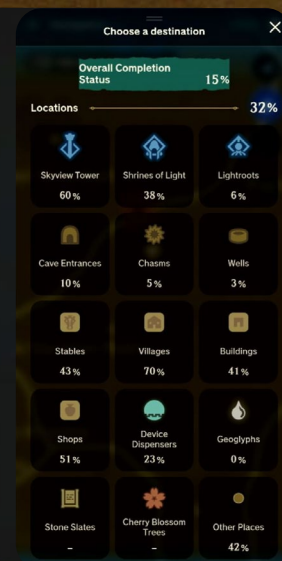 Choose a destination
Overall Completion
Status
15%
Locations
32%
Skyview Tower
60%
Shrines of Light
38%
Lightroots
6%
Cave Entrances
10%
Chasms
5%
Wells
3%
Stables
43%
Villages
70%
Buildings
41%
Shops
51%
Device
Dispensers
23%
Geoglyphs
0%
Stone Slates
–
Cherry Blossom
Trees
–
Other Places
42%